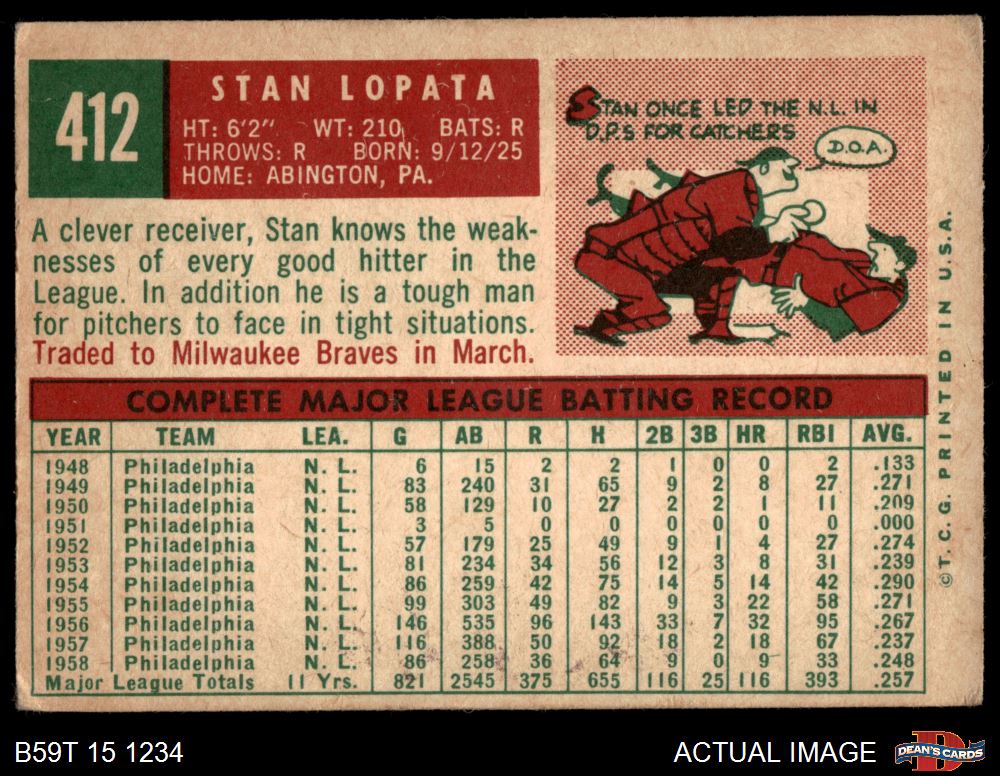 412
STAN LOPATA
HT: 6'2" WT: 210 BATS: R
THROWS: R BORN: 9/12/25
HOME: ABINGTON, PA.
STAN ONCE LED THE N.L. IN
D.P.S FOR CATCHERS
D.O.A.
A clever receiver, Stan knows the weak-
nesses of every good hitter in the
League. In addition he is a tough man
for pitchers to face in tight situations.
Traded to Milwaukee Braves in March.
COMPLETE MAJOR LEAGUE BATTING RECORD
YEAR TEAM LEA. G AB R H 2B 3B HR RBI AVG.
1948 Philadelphia N. L. 6 15 2 2 1 0 0 2 .133
1949 Philadelphia N. L. 83 240 31 65 9 2 8 27 .271
1950 Philadelphia N. L. 58 129 10 27 2 2 1 11 .209
1951 Philadelphia N. L. 3 5 0 0 0 0 0 0 .000
1952 Philadelphia N. L. 57 179 25 49 9 1 4 27 .274
1953 Philadelphia N. L. 81 234 34 56 12 3 8 31 .239
1954 Philadelphia N. L. 86 259 42 75 14 5 14 42 .290
1955 Philadelphia N. L. 99 303 49 82 9 3 22 58 .271
1956 Philadelphia N. L. 146 535 96 143 33 7 32 95 .267
1957 Philadelphia N. L. 116 388 50 92 18 2 18 67 .237
1958 Philadelphia N. L. 86 258 36 64 9 0 9 33 .248
Major League Totals 11 Yrs. 821 2545 375 655 116 25 116 393 .257
©T. C. G. PRINTED IN U.S.A.
B59T 15 1234
ACTUAL IMAGE
D
DEAN'S CARDS